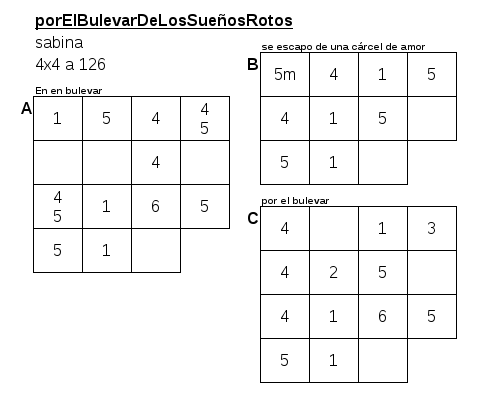 porElBulevarDeLosSueñosRotos
sabina
4x4 a 126
En en bulevar
A
1 5 4 4 5
4
4 5 1 6 5
5 1
se escapo de una cárcel de amor
B
5m 4 1 5
4 1 5
5 1
por el bulevar
C
4 1 3
4 2 5
4 1 6 5
5 1